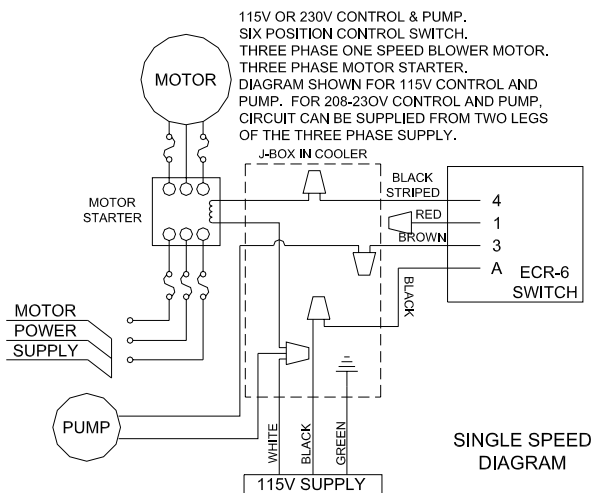 115V OR 230V CONTROL & PUMP.
SIX POSITION CONTROL SWITCH.
THREE PHASE ONE SPEED BLOWER MOTOR.
THREE PHASE MOTOR STARTER.
DIAGRAM SHOWN FOR 115V CONTROL AND
PUMP. FOR 208-23OV CONTROL AND PUMP,
CIRCUIT CAN BE SUPPLIED FROM TWO LEGS
OF THE THREE PHASE SUPPLY.
MOTOR
J-BOX IN COOLER
MOTOR
STARTER
BLACK
STRIPED
RED
BROWN
BLACK
4
1
3
A
ECR-6
SWITCH
MOTOR
POWER
SUPPLY
PUMP
WHITE
BLACK
GREEN
115V SUPPLY
SINGLE SPEED
DIAGRAM